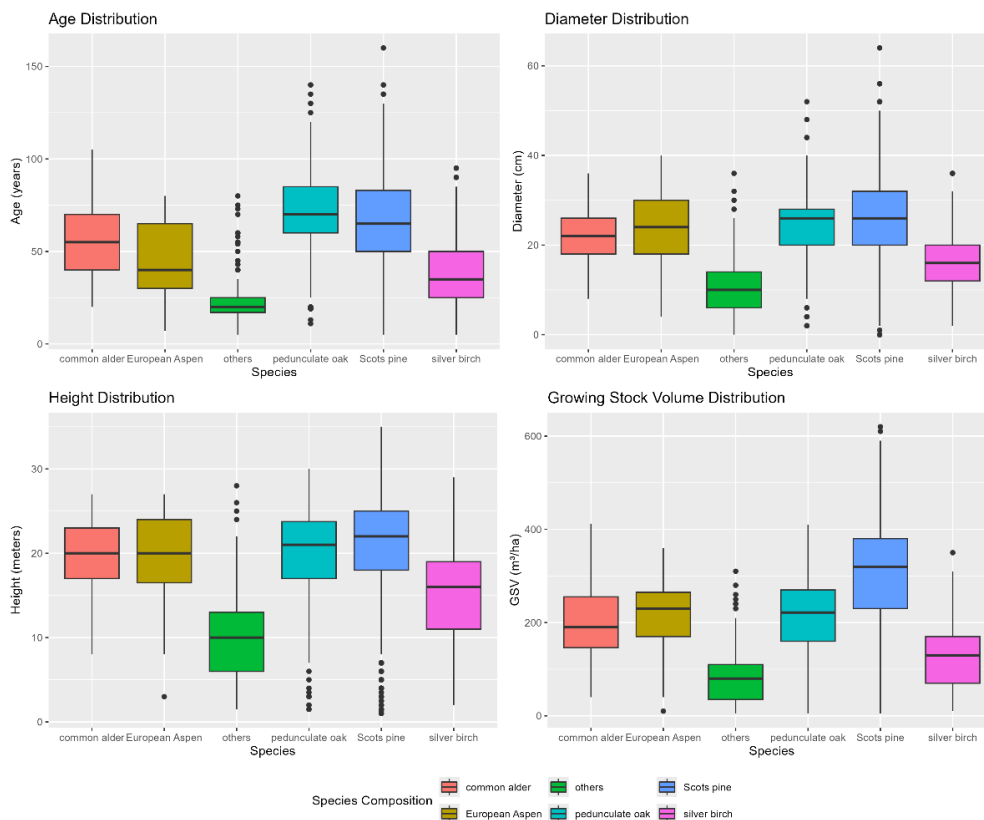 Age Distribution
Age (years)
150
100
50
0
common alder European Aspen others pedunculate oak Scots pine silver birch
Species
Diameter Distribution
Diameter (cm)
60
40
20
0
common alder European Aspen others pedunculate oak Scots pine silver birch
Species
Height Distribution
Height (meters)
30
20
10
0
common alder European Aspen others pedunculate oak Scots pine silver birch
Species
Growing Stock Volume Distribution
GSV (m³/ha)
600
400
200
0
common alder European Aspen others pedunculate oak Scots pine silver birch
Species
Species Composition
common alder others Scots pine
European Aspen pedunculate oak silver birch